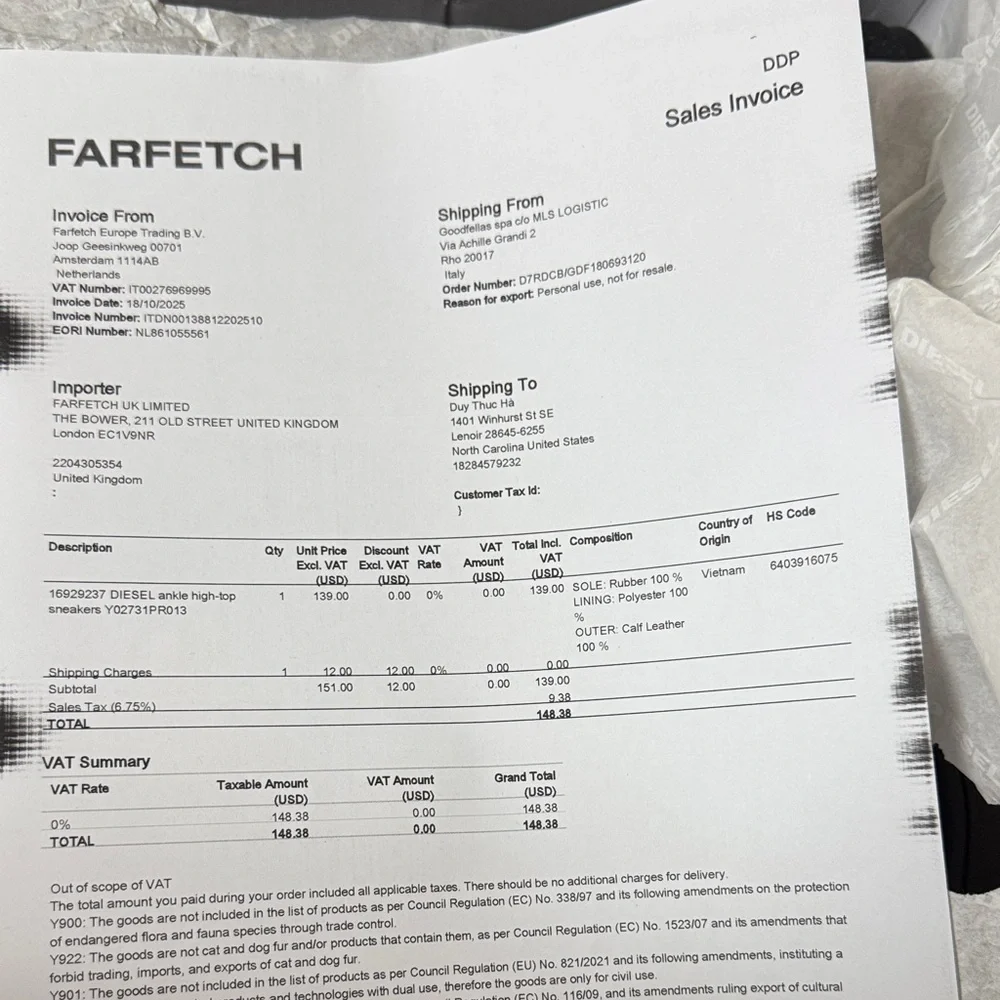 DDP
Sales Invoice
FARFETCH
Invoice From
Farfetch Europe Trading B.V.
Joop Geesinkweg 00701
Amsterdam 1114AB
Netherlands
VAT Number: IT00276969995
Invoice Date: 18/10/2025
Invoice Number: ITDN00138812202510
EORI Number: NL861055561
Shipping From
Goodfellas spa c/o MLS LOGISTIC
Via Achille Grandi 2
Rho 20017
Italy
Order Number: D7RDCB/GDF180693120
Reason for export: Personal use, not for resale.
Importer
FARFETCH UK LIMITED
THE BOWER, 211 OLD STREET UNITED KINGDOM
London EC1V9NR
2204305354
United Kingdom
:
Shipping To
Duy Thuc Hà
1401 Winhurst St SE
Lenoir 28645-6255
North Carolina United States
18284579232
Customer Tax Id:
}
Description Qty Unit Price Excl. VAT (USD) Discount Excl. VAT (USD) VAT Rate VAT Amount (USD) Total Incl. VAT (USD) Composition Country of Origin HS Code
16929237 DIESEL ankle high-top 1 139.00 0.00 0% 0.00 139.00 SOLE: Rubber 100 % Vietnam 6403916075
sneakers Y02731PR013 LINING: Polyester 100
%
OUTER: Calf Leather
100 %
Shipping Charges 1 12.00 12.00 0% 0.00 0.00
Subtotal 151.00 12.00 0.00 139.00
Sales Tax (6.75%) 9.38
TOTAL 148.38
VAT Summary
VAT Rate Taxable Amount (USD) VAT Amount (USD) Grand Total (USD)
0% 148.38 0.00 148.38
TOTAL 148.38 0.00 148.38
Out of scope of VAT
The total amount you paid during your order included all applicable taxes. There should be no additional charges for delivery.
Y900: The goods are not included in the list of products as per Council Regulation (EC) No. 338/97 and its following amendments on the protection
of endangered flora and fauna species through trade control.
Y922: The goods are not cat and dog fur and/or products that contain them, as per Council Regulation (EC) No. 1523/07 and its amendments that
forbid trading, imports, and exports of cat and dog fur.
Y901: The goods are not included in the list of products as per Council Regulation (EU) No. 821/2021 and its following amendments, instituting a
and technologies with dual use, therefore the goods are only for civil use.
(EC) No. 116/09, and its amendments ruling export of cultural
DIESEL